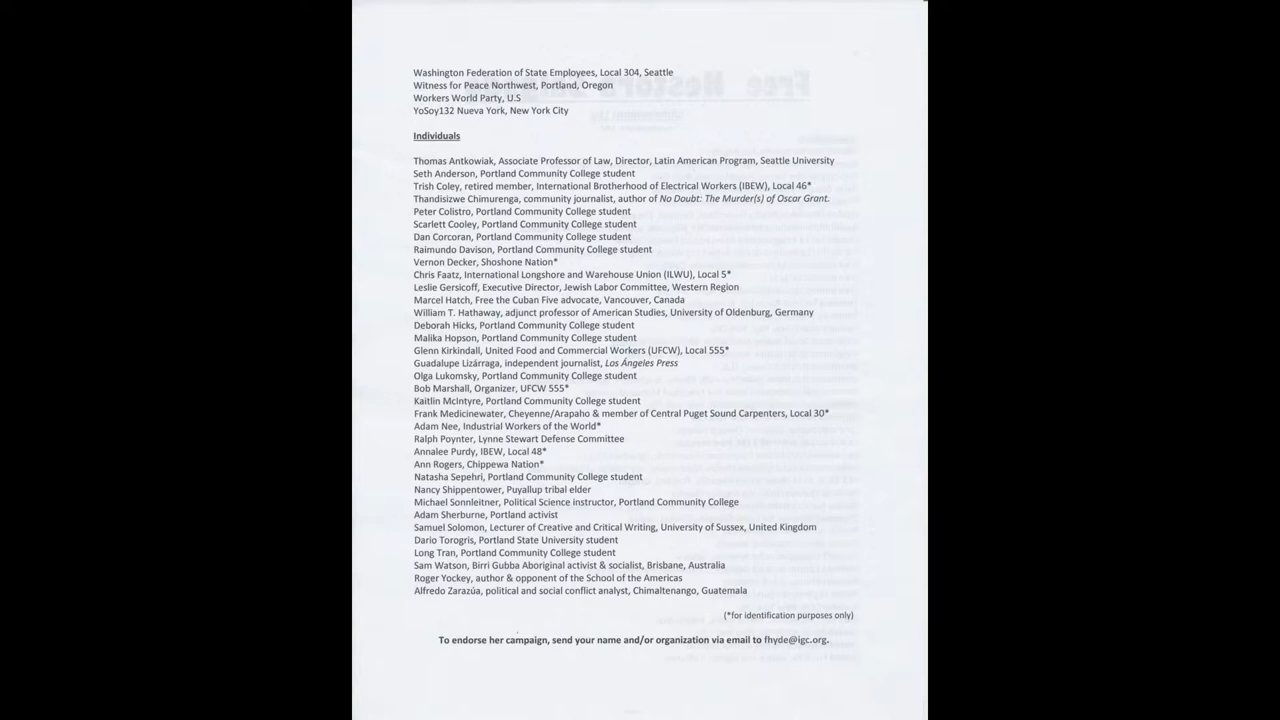 Washington Federation of State Employees, Local 304, Seattle
Witness for Peace Northwest, Portland, Oregon
Workers World Party, U.S
YoSoy132 Nueva York, New York City
Individuals
Thomas Antkowiak, Associate Professor of Law, Director, Latin American Program, Seattle University
Seth Anderson, Portland Community College student
Trish Coley, retired member, International Brotherhood of Electrical Workers (IBEW), Local 46*
Thandisizwe Chimurenga, community journalist, author of No Doubt: The Murder(s) of Oscar Grant.
Peter Colistro, Portland Community College student
Scarlett Cooley, Portland Community College student
Dan Corcoran, Portland Community College student
Raimundo Davison, Portland Community College student
Vernon Decker, Shoshone Nation*
Chris Faatz, International Longshore and Warehouse Union (ILWU), Local 5*
Leslie Gersicoff, Executive Director, Jewish Labor Committee, Western Region
Marcel Hatch, Free the Cuban Five advocate, Vancouver, Canada
William T. Hathaway, adjunct professor of American Studies, University of Oldenburg, Germany
Deborah Hicks, Portland Community College student
Malika Hopson, Portland Community College student
Glenn Kirkindall, United Food and Commercial Workers (UFCW), Local 555*
Guadalupe Lizárraga, independent journalist, Los Ángeles Press
Olga Lukomsky, Portland Community College student
Bob Marshall, Organizer, UFCW 555*
Kaitlin McIntyre, Portland Community College student
Frank Medicinewater, Cheyenne/Arapaho & member of Central Puget Sound Carpenters, Local 30*
Adam Nee, Industrial Workers of the World*
Ralph Poynter, Lynne Stewart Defense Committee
Annalee Purdy, IBEW, Local 48*
Ann Rogers, Chippewa Nation*
Natasha Sepehri, Portland Community College student
Nancy Shippentower, Puyallup tribal elder
Michael Sonnleitner, Political Science instructor, Portland Community College
Adam Sherburne, Portland activist
Samuel Solomon, Lecturer of Creative and Critical Writing, University of Sussex, United Kingdom
Dario Torogris, Portland State University student
Long Tran, Portland Community College student
Sam Watson, Birri Gubba Aboriginal activist & socialist, Brisbane, Australia
Roger Yockey, author & opponent of the School of the Americas
Alfredo Zarazúa, political and social conflict analyst, Chimaltenango, Guatemala
(*for identification purposes only)
To endorse her campaign, send your name and/or organization via email to fhyde@igc.org.